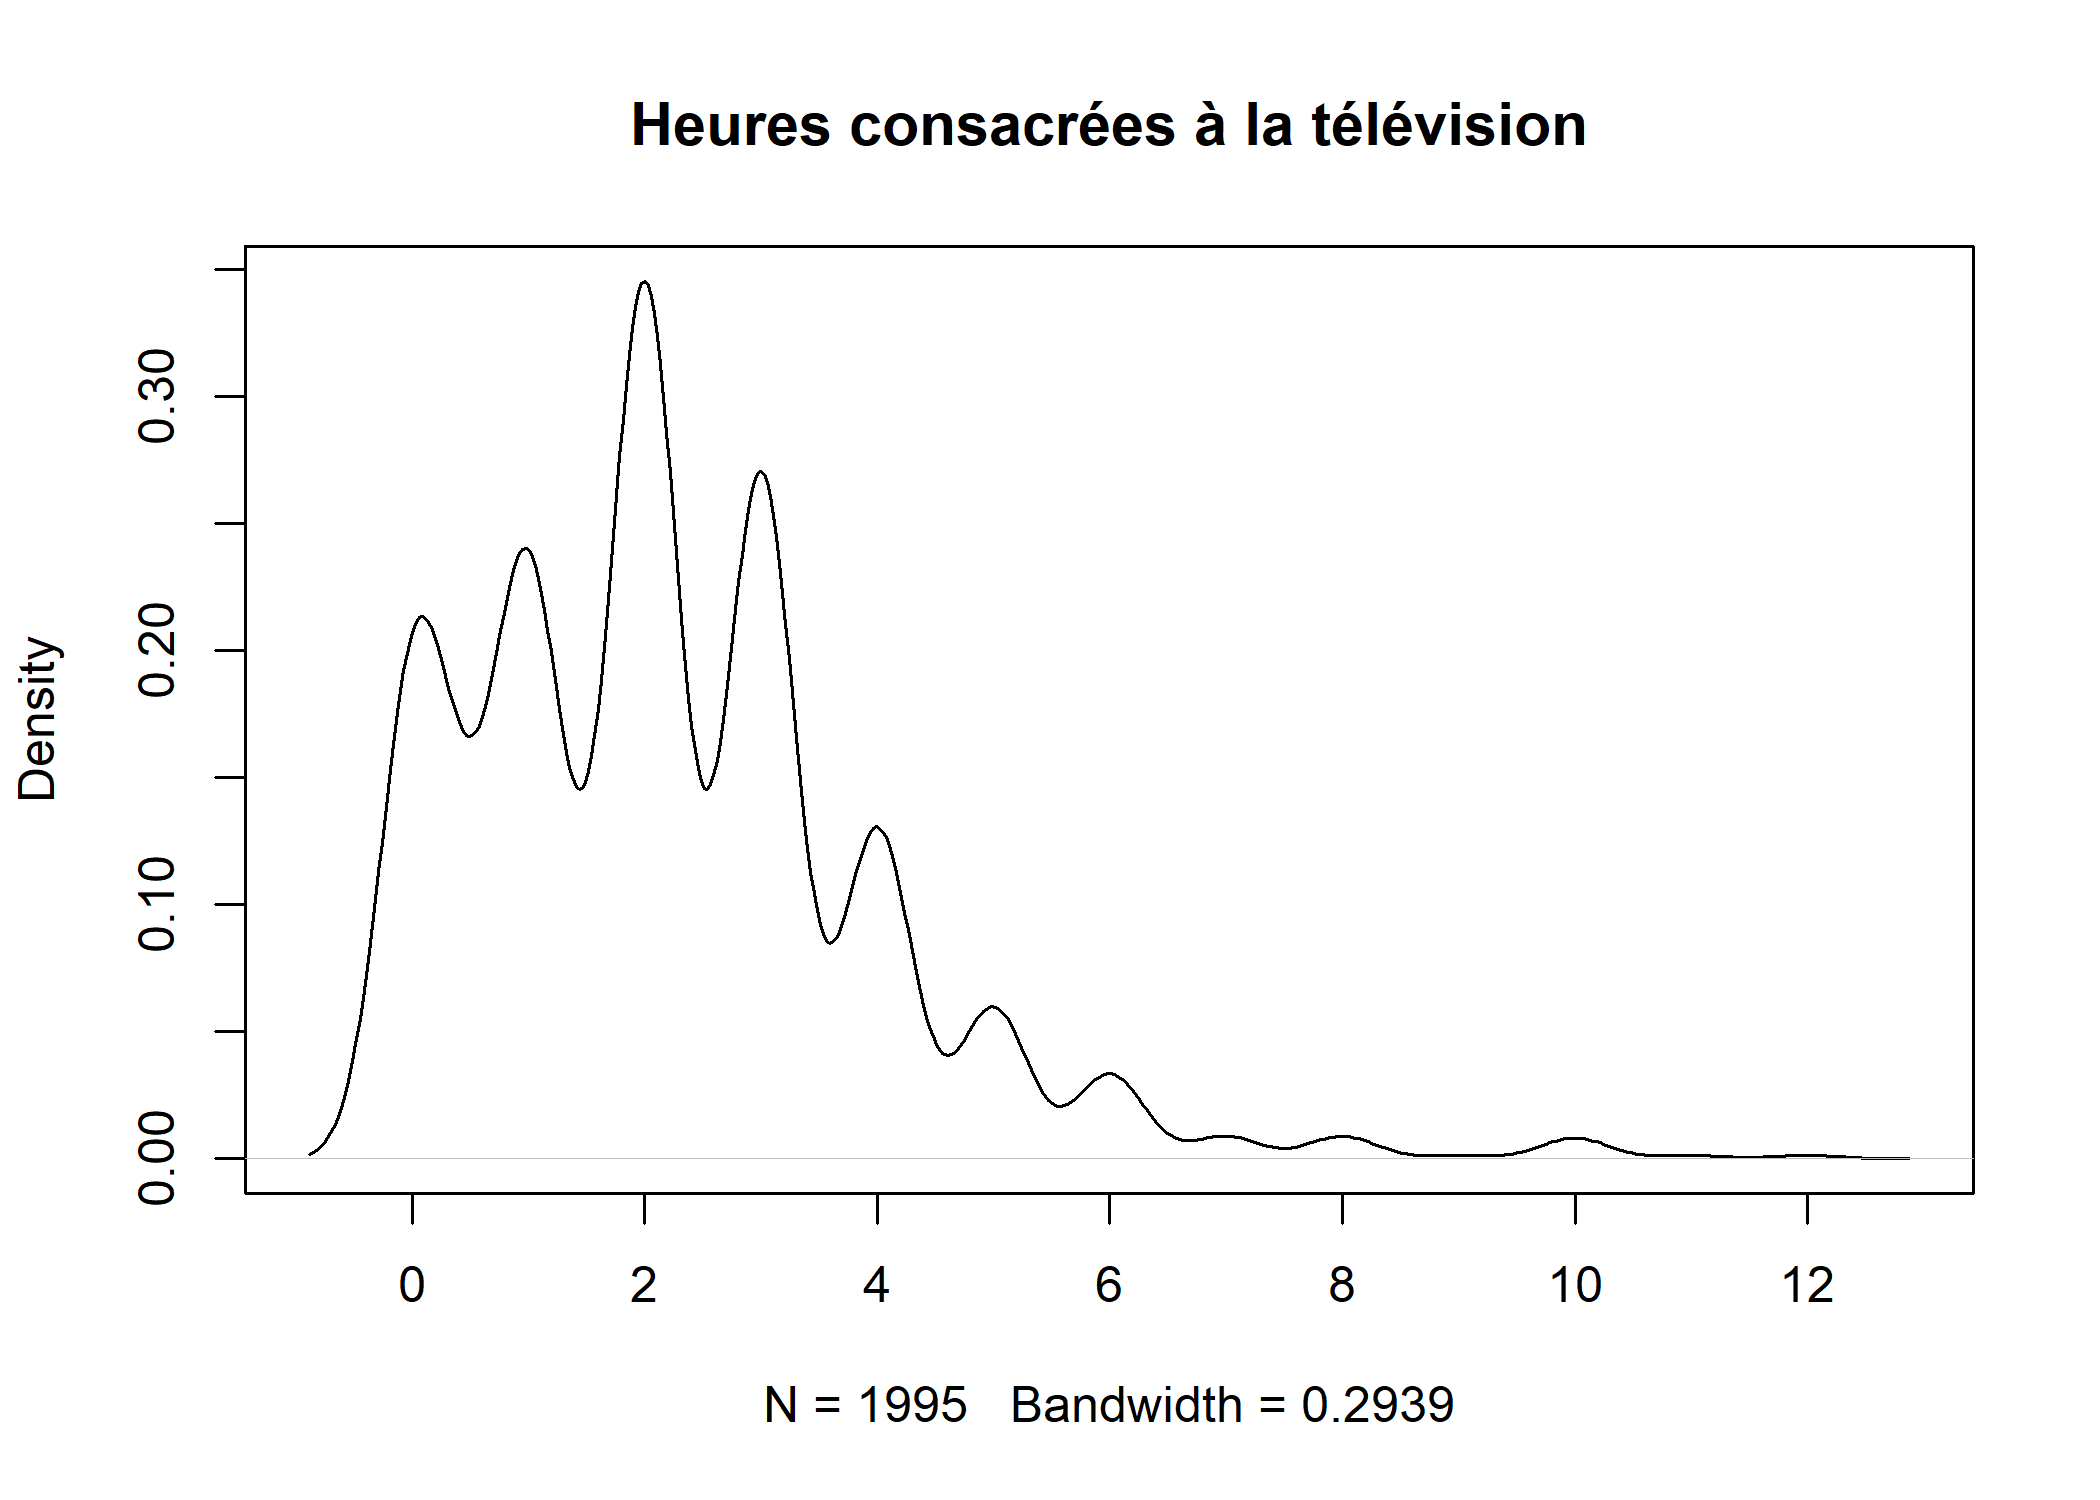 Heures consacrées à la télévision
Density
0.30
0.20
0.10
0.00
0 2 4 6 8 10 12
N = 1995 Bandwidth = 0.2939